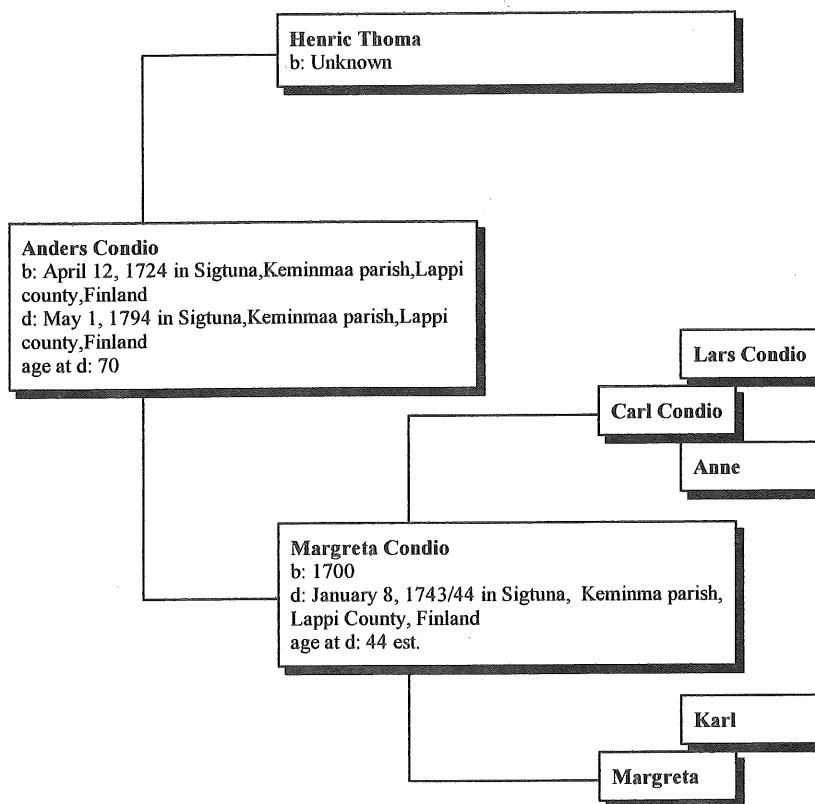 Henric Thoma
b: Unknown
Anders Condio
b: April 12, 1724 in Sigtuna,Keminmaa parish,Lappi
county,Finland
d: May 1, 1794 in Sigtuna,Keminmaa parish,Lappi
county,Finland
age at d: 70
Lars Condio
Carl Condio
Anne
Margreta Condio
b: 1700
d: January 8, 1743/44 in Sigtuna, Keminma parish,
Lappi County, Finland
age at d: 44 est.
Karl
Margreta